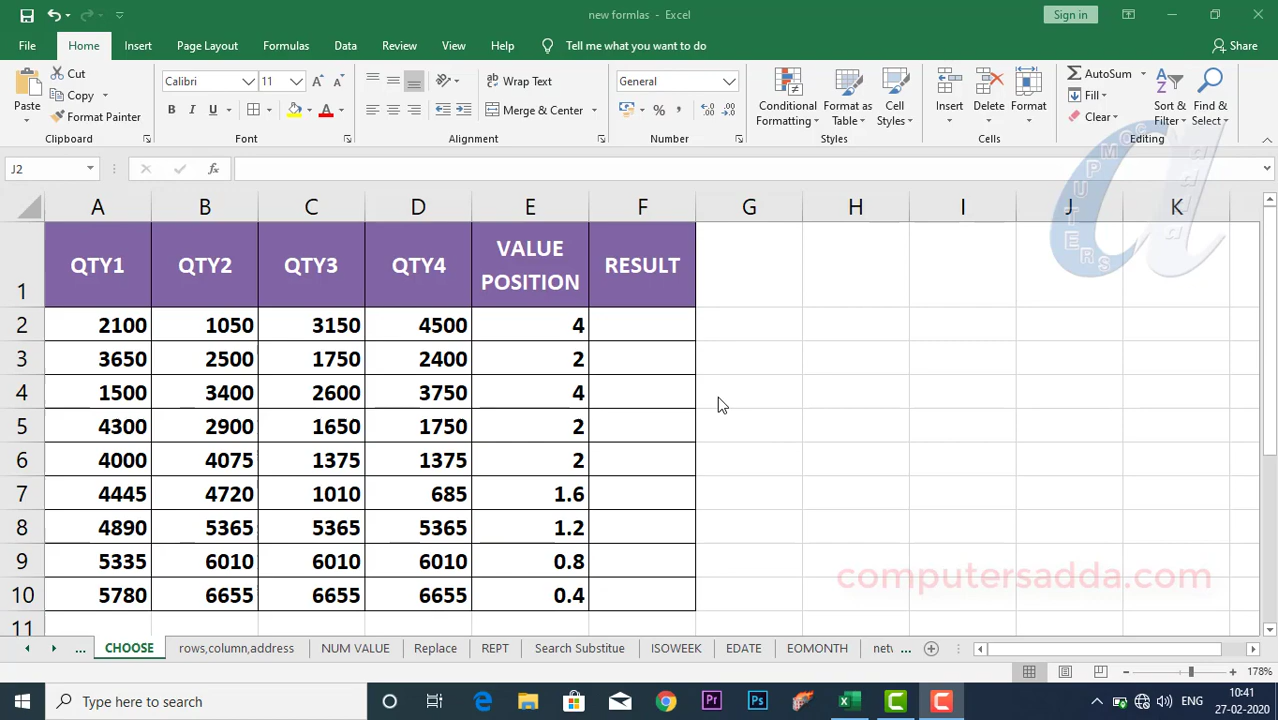 new formlas - Excel
Sign in
File Home Insert Page Layout Formulas Data Review View Help Tell me what you want to do Share
Paste
Cut
Copy
Format Painter
Clipboard
Calibri 11
B I U
Font
Wrap Text
Merge & Center
Alignment
General
Number
Conditional Formatting
Format as Table
Cell Styles
Styles
Insert Delete Format
Cells
AutoSum
Fill
Clear
Sort & Filter
Find & Select
Editing
J2
fx
A B C D E F G H I J K
1 QTY1 QTY2 QTY3 QTY4 VALUE POSITION RESULT
2 2100 1050 3150 4500 4
3 3650 2500 1750 2400 2
4 1500 3400 2600 3750 4
5 4300 2900 1650 1750 2
6 4000 4075 1375 1375 2
7 4445 4720 1010 685 1.6
8 4890 5365 5365 5365 1.2
9 5335 6010 6010 6010 0.8
10 5780 6655 6655 6655 0.4
11
COMPUTERS
adda
computersadda.com
... CHOOSE rows,column,address NUM VALUE Replace REPT Search Substitue ISOWEEK EDATE EOMONTH netv ...
178%
Type here to search
Pr
Ps
ENG
10:41
27-02-2020